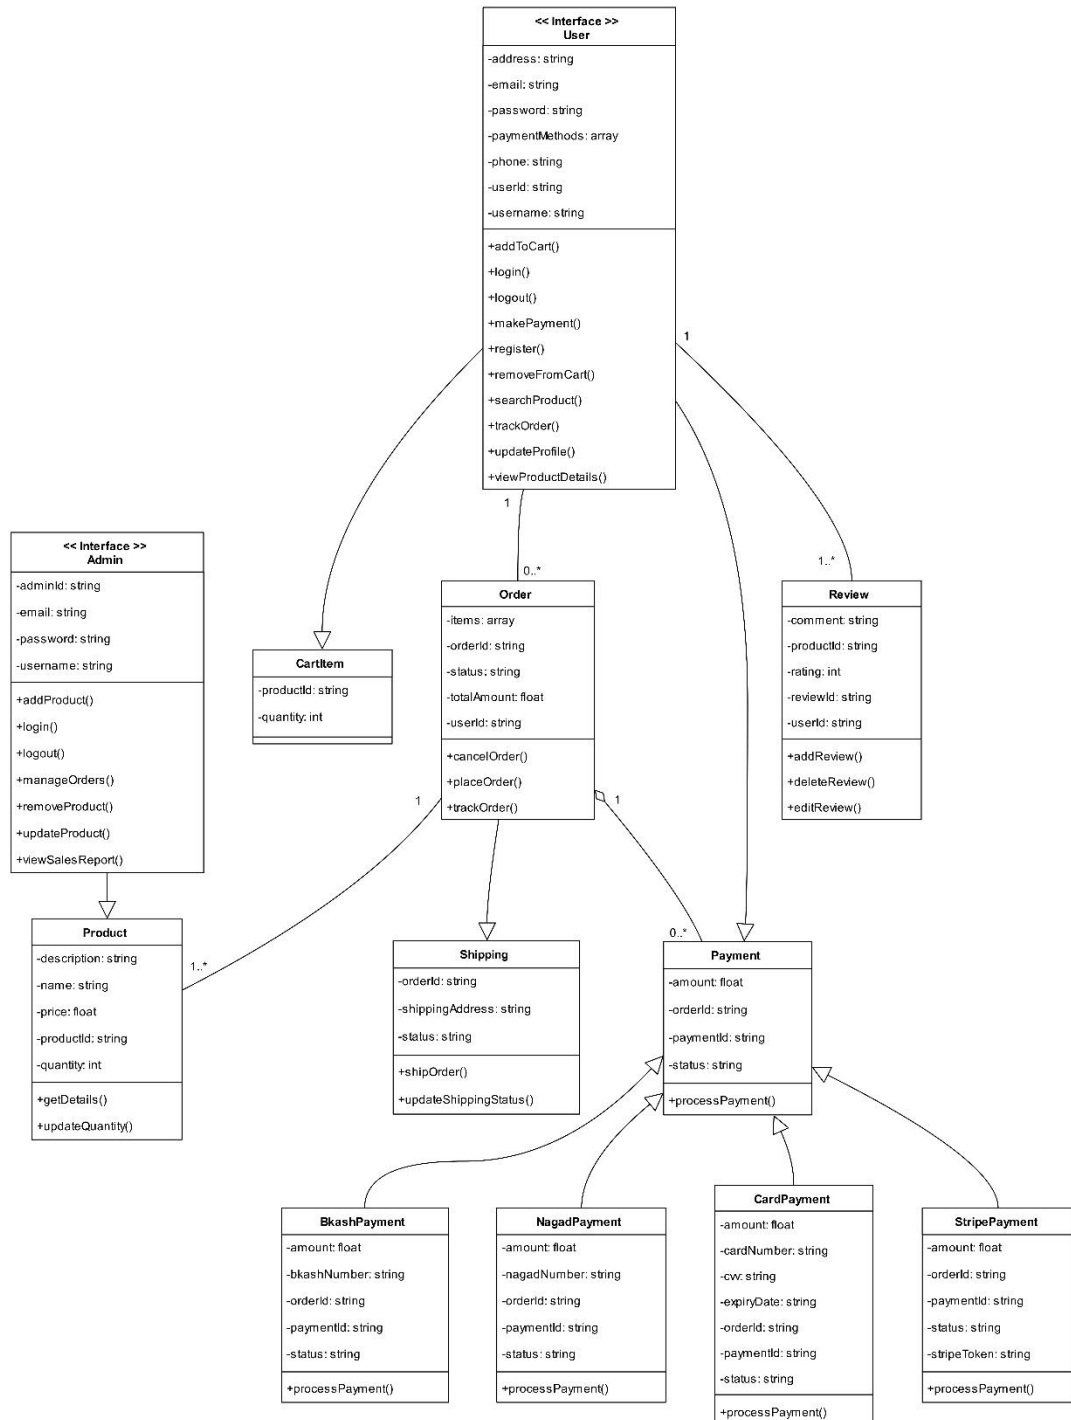 << Interface >>
User
-address: string
-email: string
-password: string
-paymentMethods: array
-phone: string
-userId: string
-username: string
+addToCart()
+login()
+logout()
+makePayment()
+register()
+removeFromCart()
+searchProduct()
+trackOrder()
+updateProfile()
+viewProductDetails()
1
1
0..*
1..*
<< Interface >>
Admin
-adminId: string
-email: string
-password: string
-username: string
+addProduct()
+login()
+logout()
+manageOrders()
+removeProduct()
+updateProduct()
+viewSalesReport()
CartItem
-productId: string
-quantity: int
Order
-items: array
-orderId: string
-status: string
-totalAmount: float
-userId: string
+cancelOrder()
+placeOrder()
+trackOrder()
Review
-comment: string
-productId: string
-rating: int
-reviewId: string
-userId: string
+addReview()
+deleteReview()
+editReview()
1
1
1..*
0..*
Product
-description: string
-name: string
-price: float
-productId: string
-quantity: int
+getDetails()
+updateQuantity()
Shipping
-orderId: string
-shippingAddress: string
-status: string
+shipOrder()
+updateShippingStatus()
Payment
-amount: float
-orderId: string
-paymentId: string
-status: string
+processPayment()
BkashPayment
-amount: float
-bkashNumber: string
-orderId: string
-paymentId: string
-status: string
+processPayment()
NagadPayment
-amount: float
-nagadNumber: string
-orderId: string
-paymentId: string
-status: string
+processPayment()
CardPayment
-amount: float
-cardNumber: string
-cvv: string
-expiryDate: string
-orderId: string
-paymentId: string
-status: string
+processPayment()
StripePayment
-amount: float
-orderId: string
-paymentId: string
-status: string
-stripeToken: string
+processPayment()